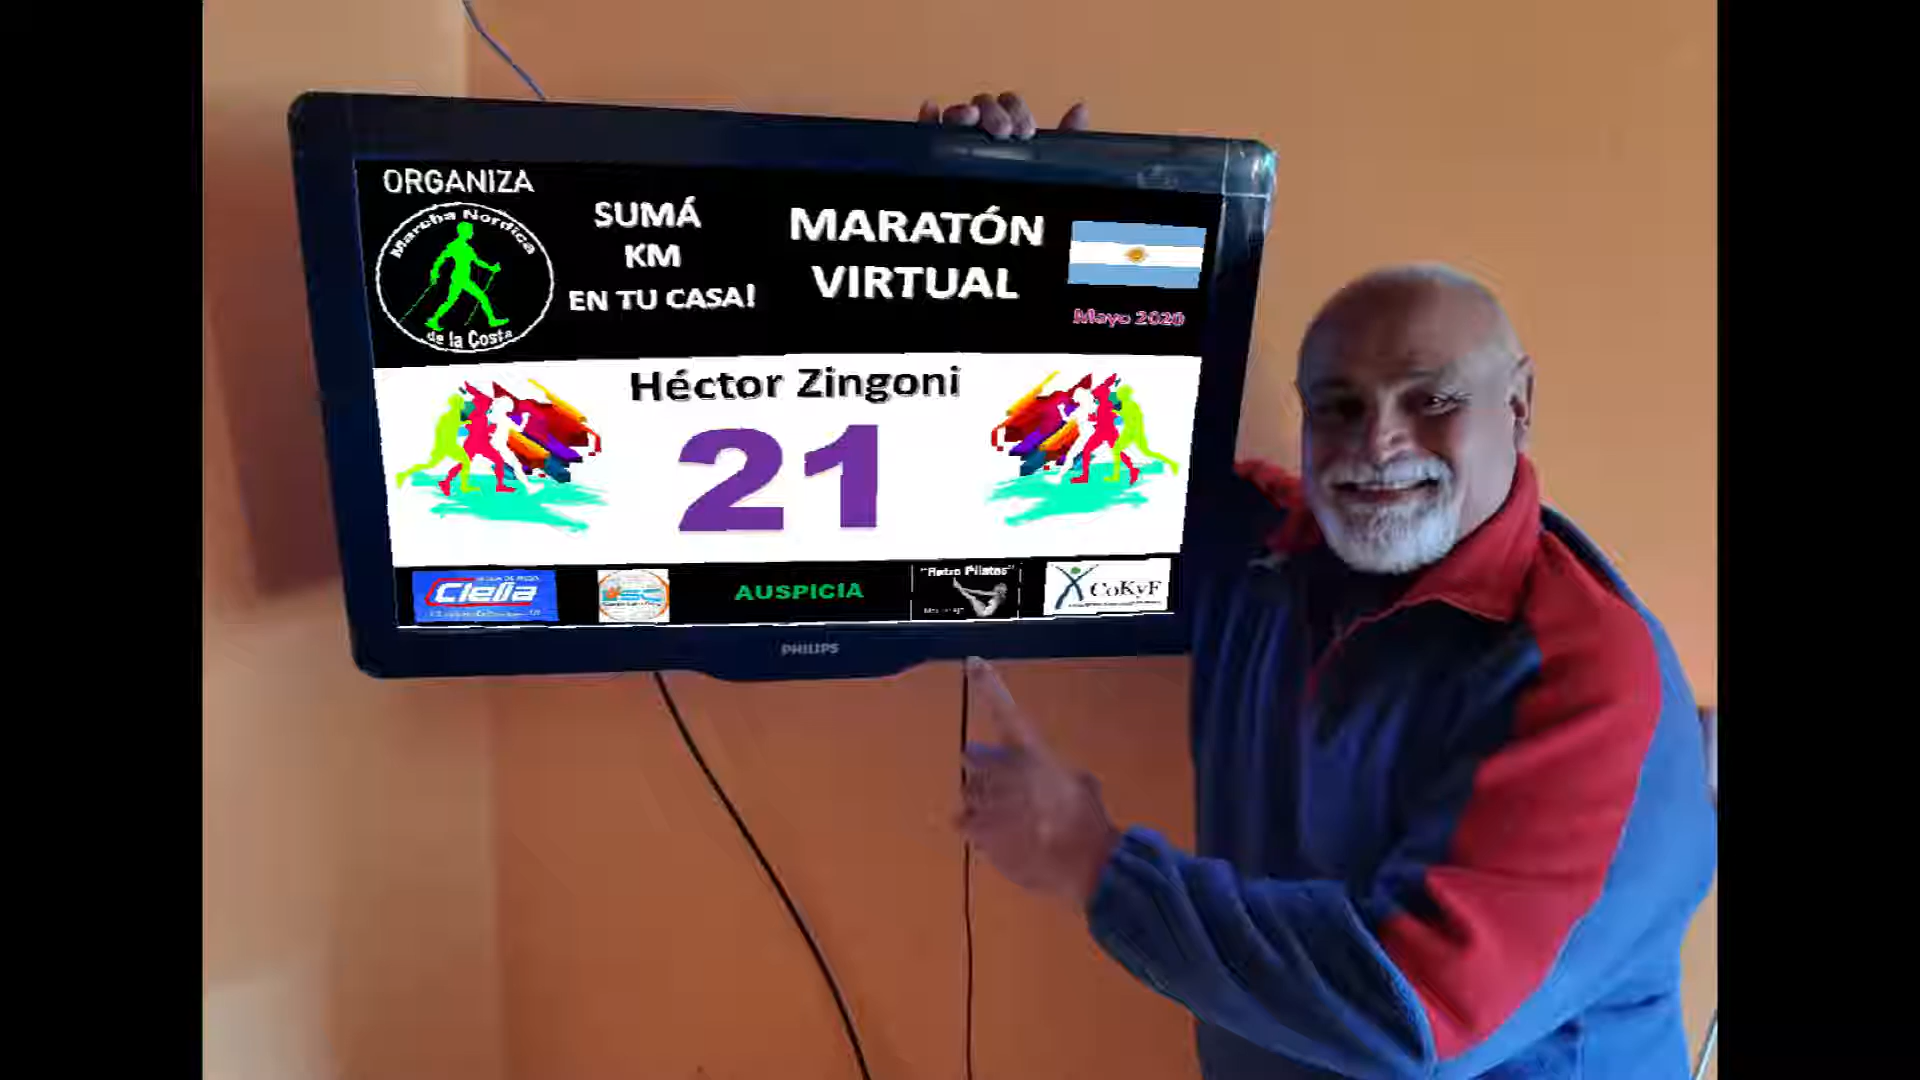 ORGANIZA
Marcha Nordica
de la Costa
SUMÁ
KM
EN TU CASA!
MARATÓN
VIRTUAL
Mayo 2020
Héctor Zingoni
21
Clelia
AUSPICIA
"Retro Pilates"
CoKyF
PHILIPS